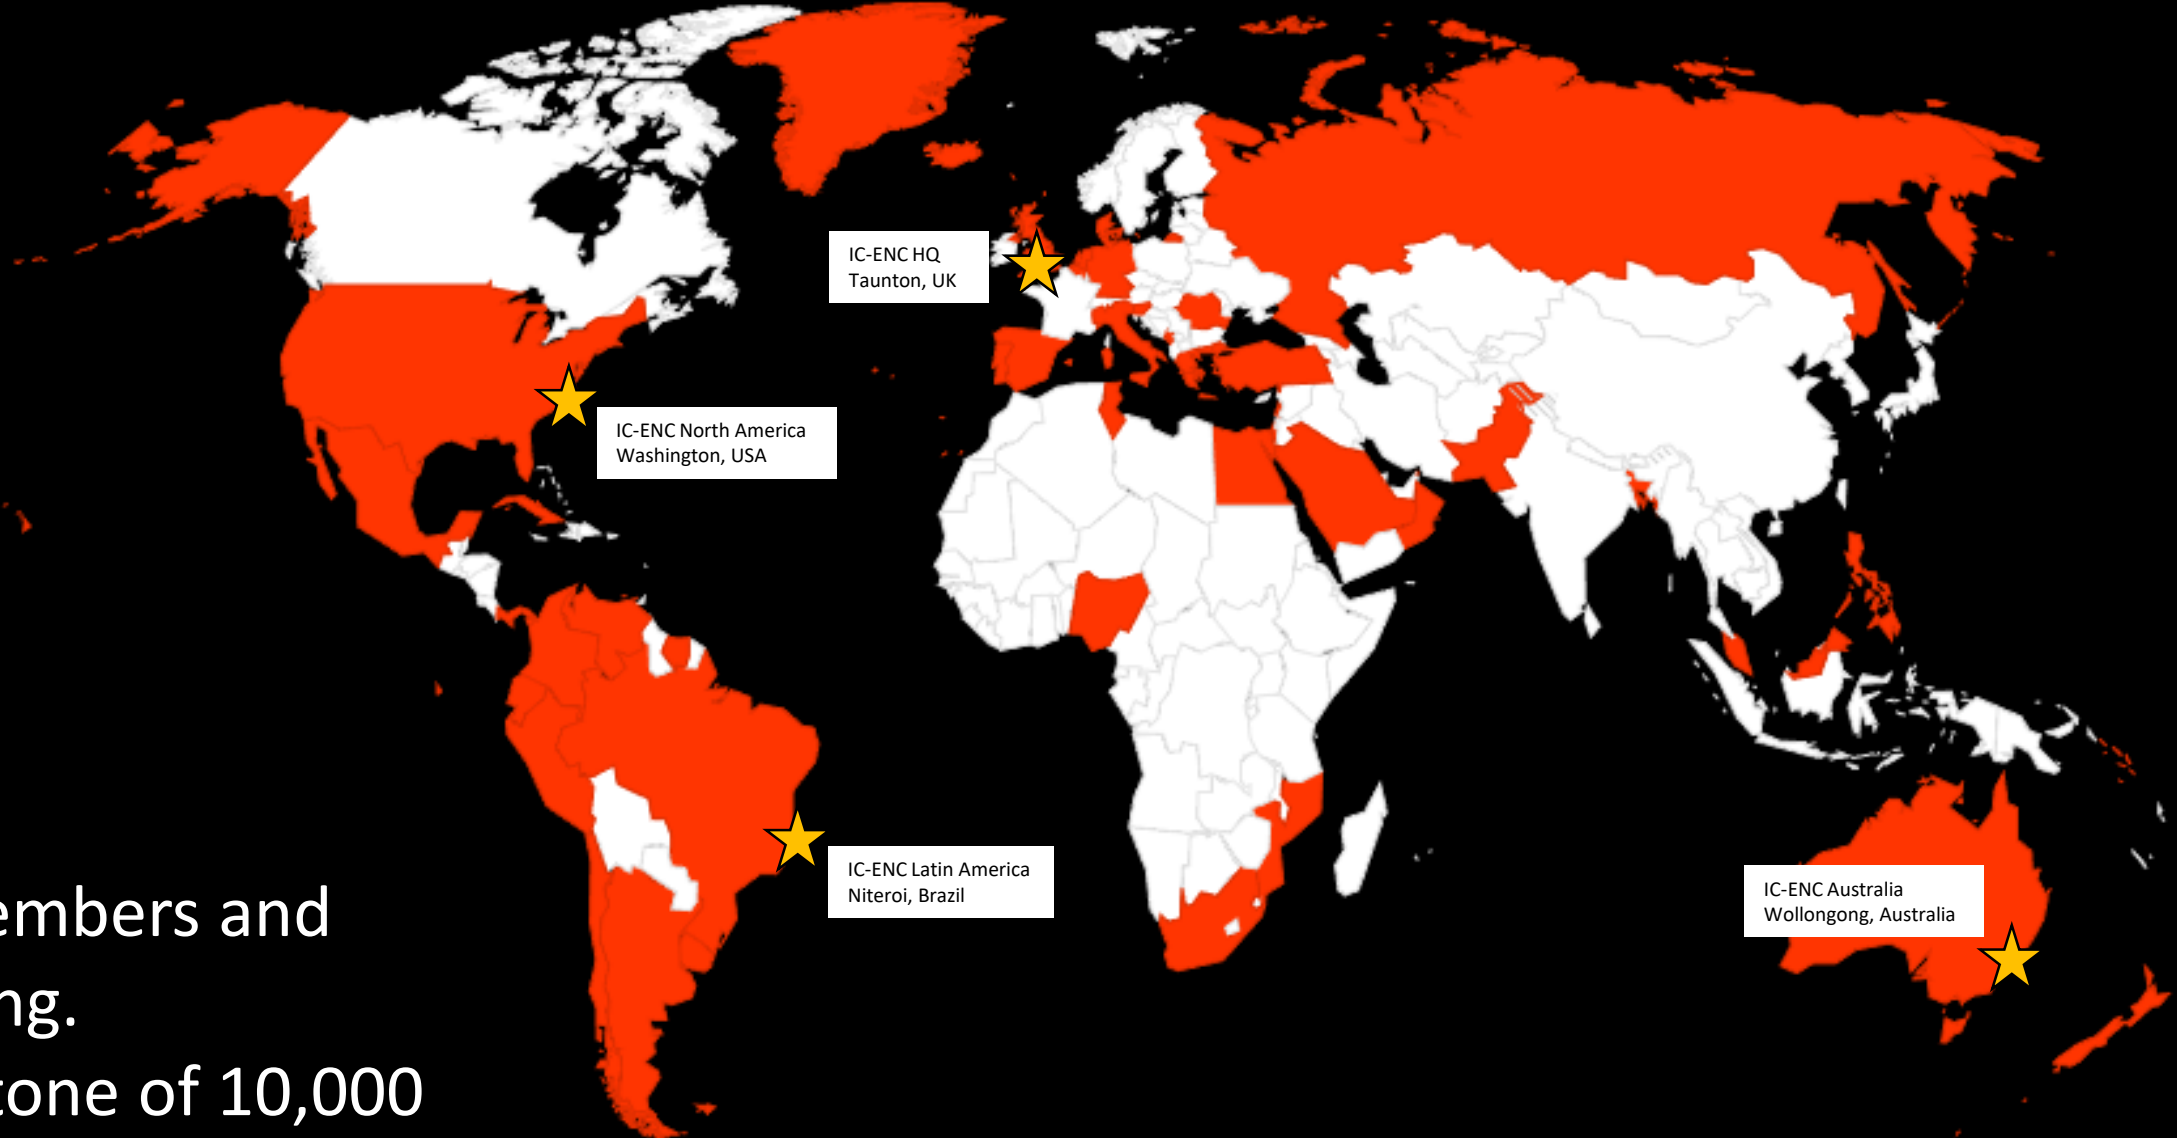 IC-ENC HQ
Taunton, UK
IC-ENC North America
Washington, USA
IC-ENC Latin America
Niteroi, Brazil
IC-ENC Australia
Wollongong, Australia
embers and
ng.
tone of 10,000